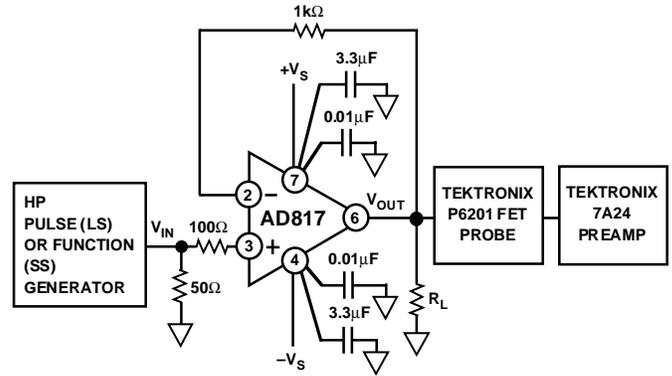 1kΩ
+VS
3.3µF
0.01µF
7
2
−
AD817
6
VOUT
HP
PULSE (LS)
OR FUNCTION
(SS)
GENERATOR
VIN
100Ω
3
+
4
50Ω
0.01µF
3.3µF
−VS
RL
TEKTRONIX
P6201 FET
PROBE
TEKTRONIX
7A24
PREAMP